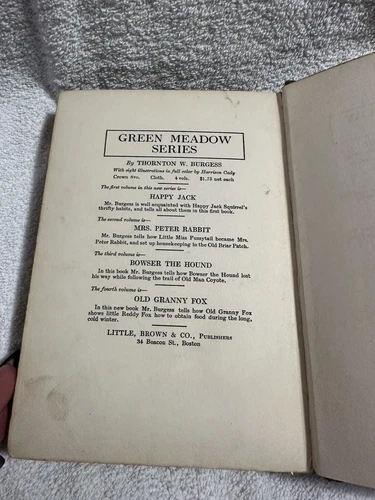 GREEN MEADOW
SERIES
By THORNTON W. BURGESS
With eight illustrations in full color by Harrison Cady
Crown 8vo. Cloth. 4 vols. $1.75 net each
The first volume in this new series is—
HAPPY JACK
Mr. Burgess is well acquainted with Happy Jack Squirrel's
thrifty habits, and tells all about them in this first book.
The second volume is—
MRS. PETER RABBIT
Mr. Burgess tells how Little Miss Fuzzytail became Mrs.
Peter Rabbit, and set up housekeeping in the Old Briar Patch.
The third volume is—
BOWSER THE HOUND
In this book Mr. Burgess tells how Bowser the Hound lost
his way while following the trail of Old Man Coyote.
The fourth volume is—
OLD GRANNY FOX
In this new book Mr. Burgess tells how Old Granny Fox
shows little Reddy Fox how to obtain food during the long,
cold winter.
LITTLE, BROWN & CO., PUBLISHERS
34 Beacon St., Boston